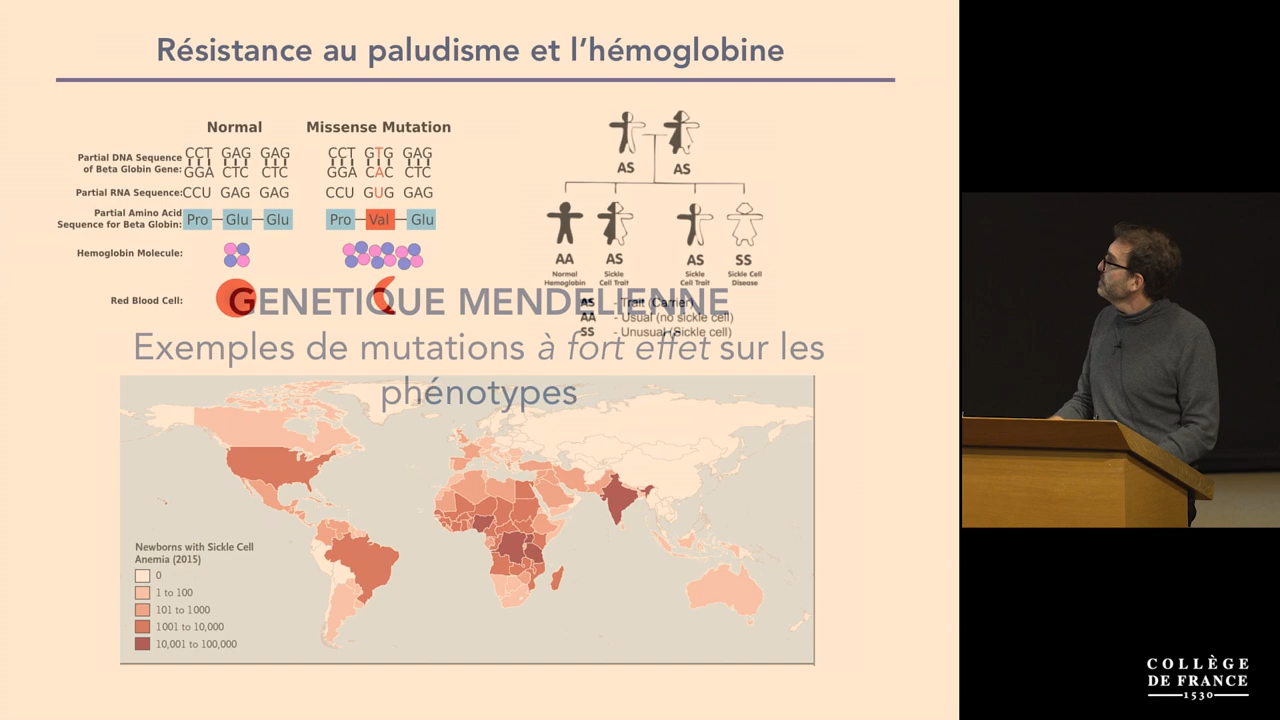 Résistance au paludisme et l’hémoglobine
Normal
Missense Mutation
Partial DNA Sequence
of Beta Globin Gene:
CCT GAG GAG
GGA CTC CTC
CCT GTG GAG
GGA CAC CTC
Partial RNA Sequence:
CCU GAG GAG
CCU GUG GAG
Partial Amino Acid
Sequence for Beta Globin:
Pro Glu Glu
Pro Val Glu
Hemoglobin Molecule:
Red Blood Cell:
AS AS
AA AS AS SS
Normal
Hemoglobin
Sickle
Cell Trait
Sickle
Cell Trait
Sickle Cell
Disease
AS - Trait (Carrier)
AA - Usual (no sickle cell)
SS - Unusual (Sickle cell)
GENETIQUE MENDELIENNE
Exemples de mutations à fort effet sur les
phénotypes
Newborns with Sickle Cell
Anemia (2015)
0
1 to 100
101 to 1000
1001 to 10,000
10,001 to 100,000
COLLÈGE
DE FRANCE
1530